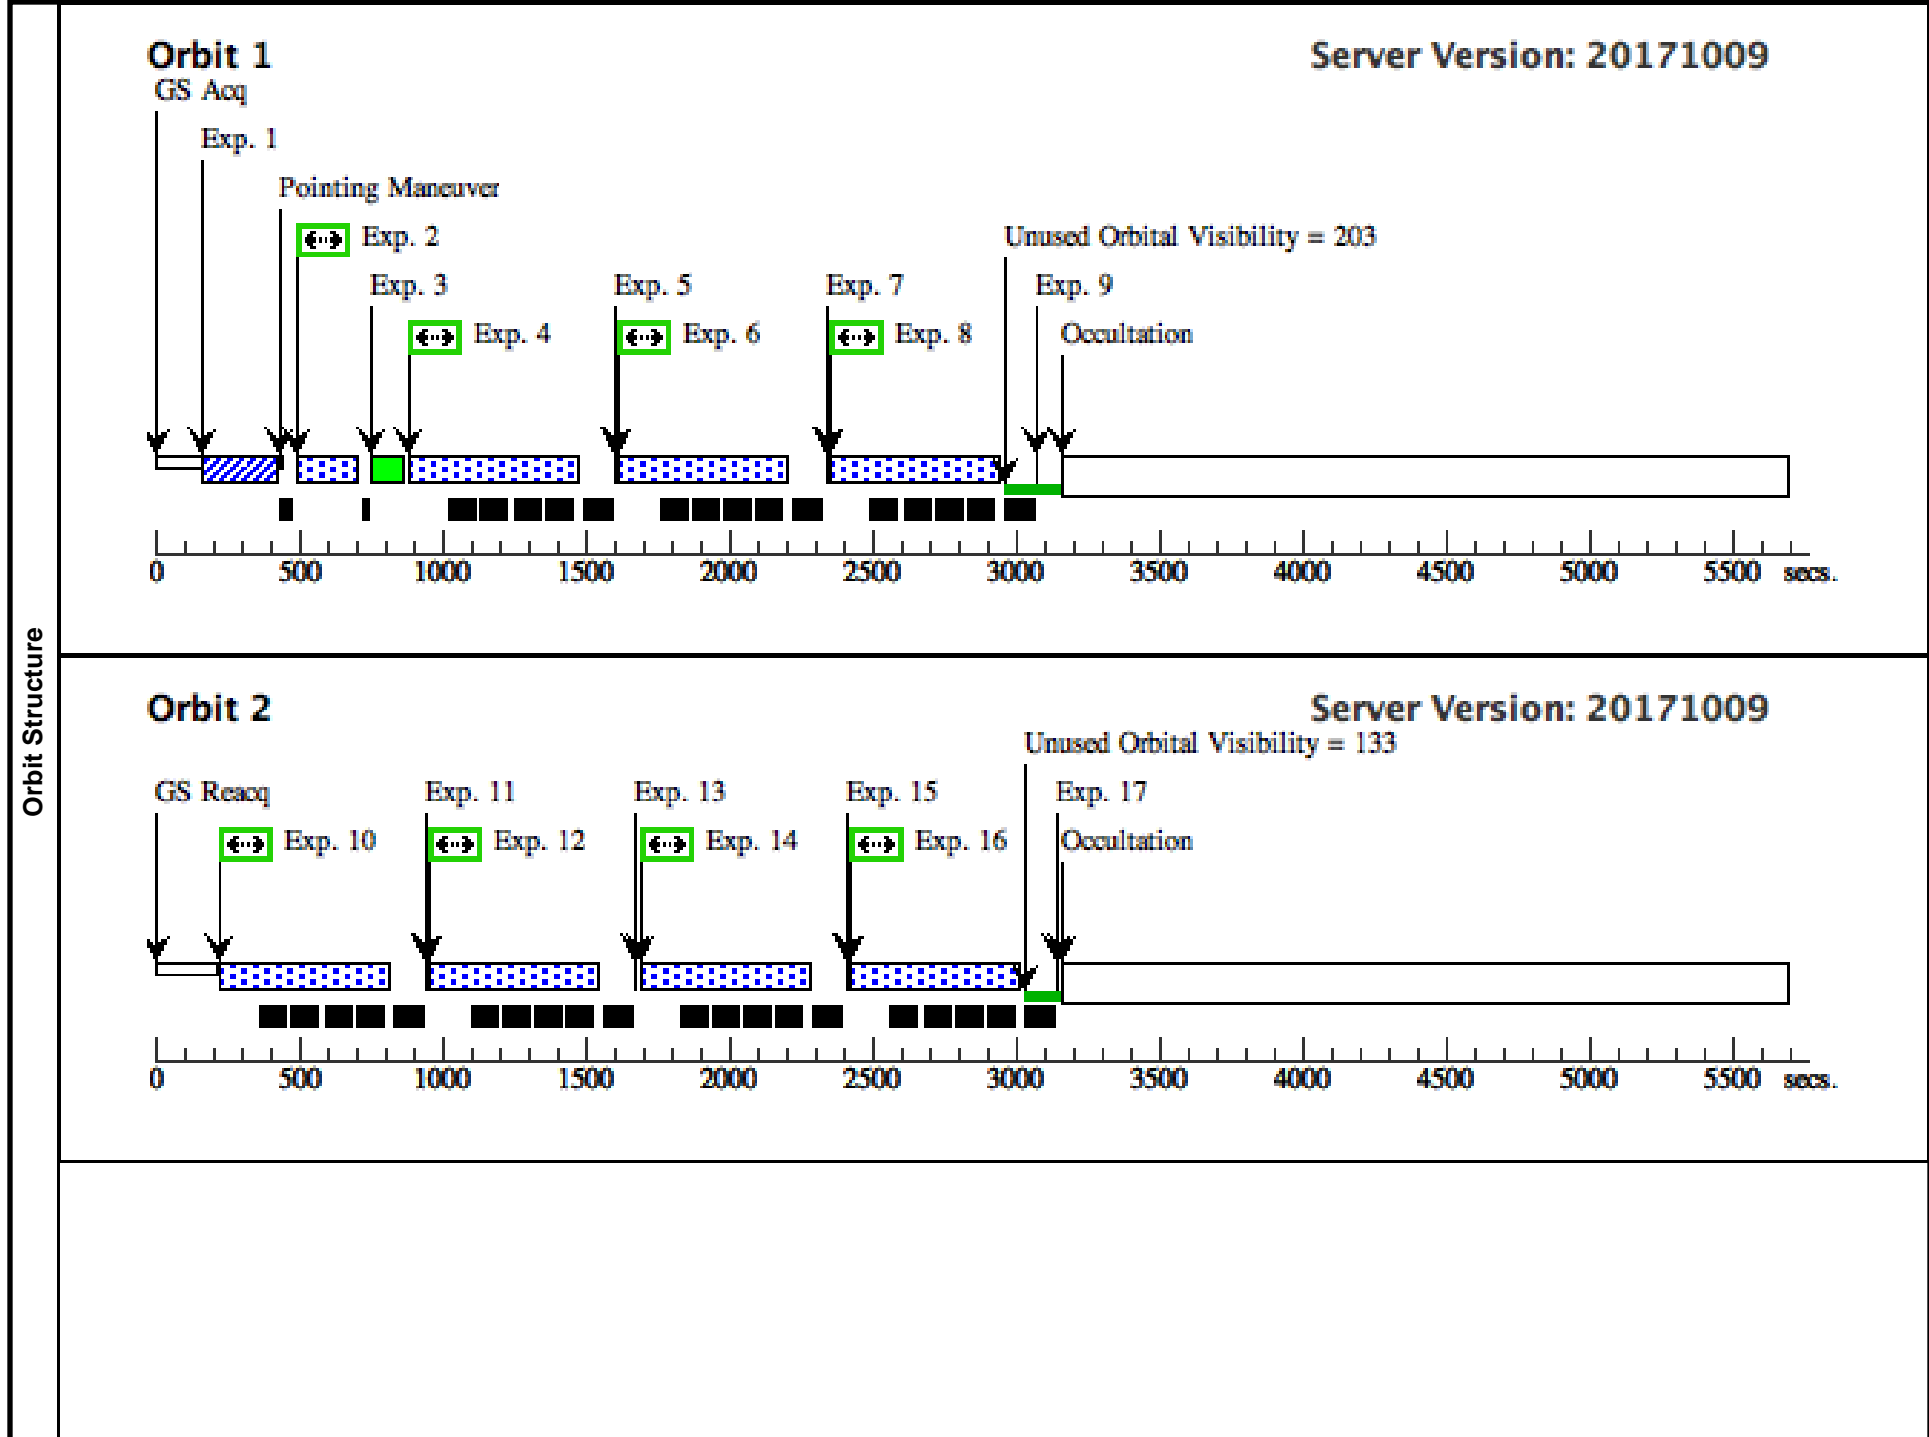 Orbit Structure
Orbit 1
Server Version: 20171009
GS Acq
Exp. 1
Pointing Maneuver
Exp. 2
Unused Orbital Visibility = 203
Exp. 3
Exp. 5
Exp. 7
Exp. 9
Exp. 4
Exp. 6
Exp. 8
Occultation
0 500 1000 1500 2000 2500 3000 3500 4000 4500 5000 5500 secs.
Orbit 2
Server Version: 20171009
Unused Orbital Visibility = 133
GS Reacq
Exp. 11
Exp. 13
Exp. 15
Exp. 17
Exp. 10
Exp. 12
Exp. 14
Exp. 16
Occultation
0 500 1000 1500 2000 2500 3000 3500 4000 4500 5000 5500 secs.